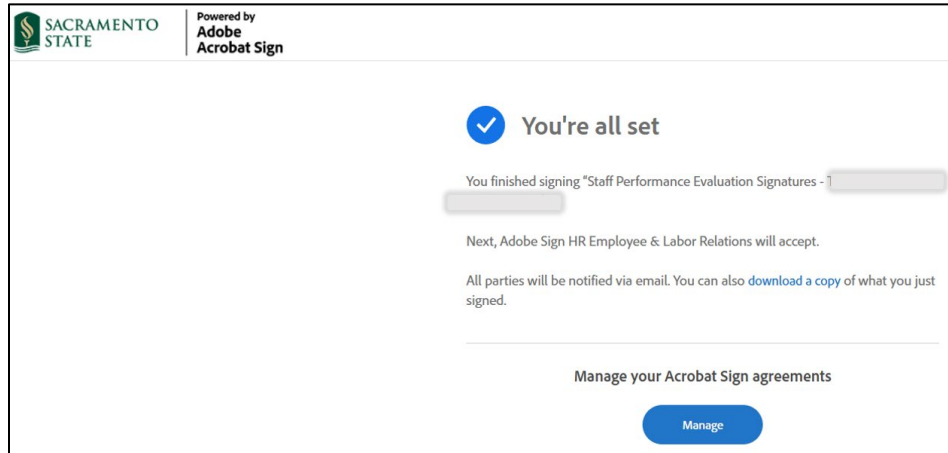 SACRAMENTO
STATE
Powered by
Adobe
Acrobat Sign
You're all set
You finished signing "Staff Performance Evaluation Signatures -
Next, Adobe Sign HR Employee & Labor Relations will accept.
All parties will be notified via email. You can also download a copy of what you just
signed.
Manage your Acrobat Sign agreements
Manage